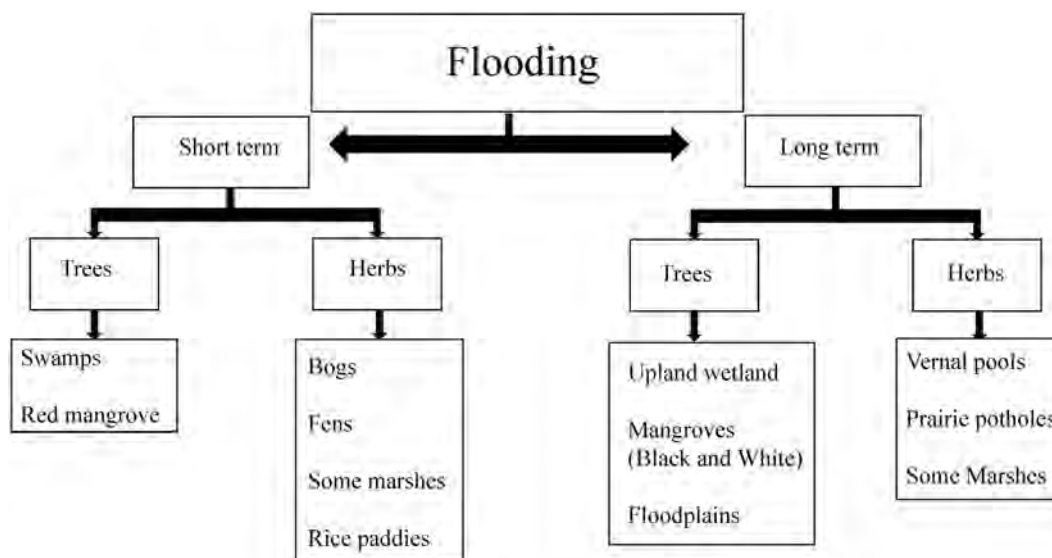 Flooding
Short term
Long term
Trees
Herbs
Trees
Herbs
Swamps
Red mangrove
Bogs
Fens
Some marshes
Rice paddies
Upland wetland
Mangroves
(Black and White)
Floodplains
Vernal pools
Prairie potholes
Some Marshes